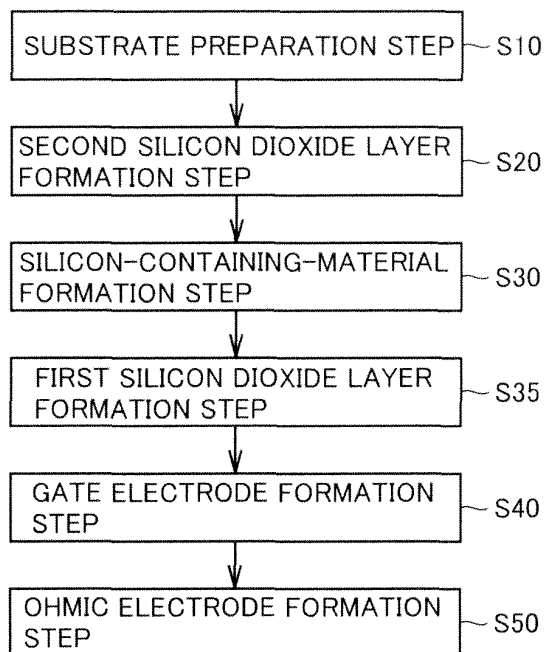 SUBSTRATE PREPARATION STEP
S10
SECOND SILICON DIOXIDE LAYER
FORMATION STEP
S20
SILICON-CONTAINING-MATERIAL
FORMATION STEP
S30
FIRST SILICON DIOXIDE LAYER
FORMATION STEP
S35
GATE ELECTRODE FORMATION
STEP
S40
OHMIC ELECTRODE FORMATION
STEP
S50